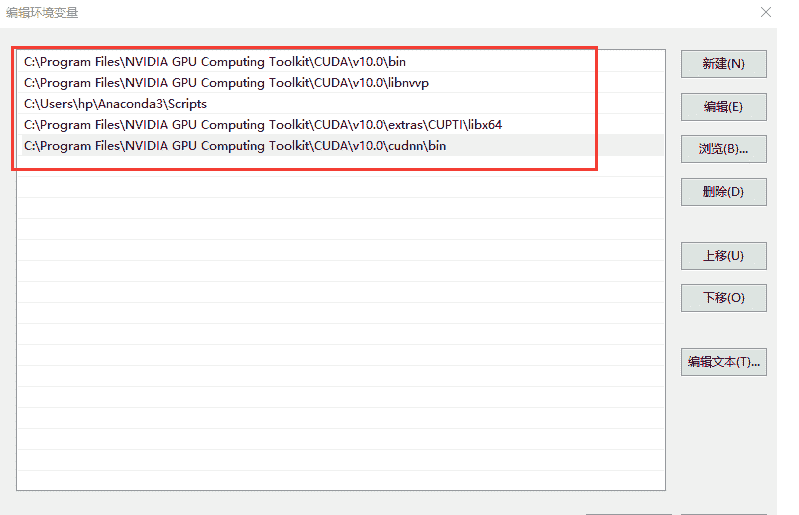 编辑环境变量
C:\Program Files\NVIDIA GPU Computing Toolkit\CUDA\v10.0\bin
C:\Program Files\NVIDIA GPU Computing Toolkit\CUDA\v10.0\libnvvp
C:\Users\hp\Anaconda3\Scripts
C:\Program Files\NVIDIA GPU Computing Toolkit\CUDA\v10.0\extras\CUPTI\libx64
C:\Program Files\NVIDIA GPU Computing Toolkit\CUDA\v10.0\cudnn\bin
新建(N)
编辑(E)
浏览(B)...
删除(D)
上移(U)
下移(O)
编辑文本(T)...